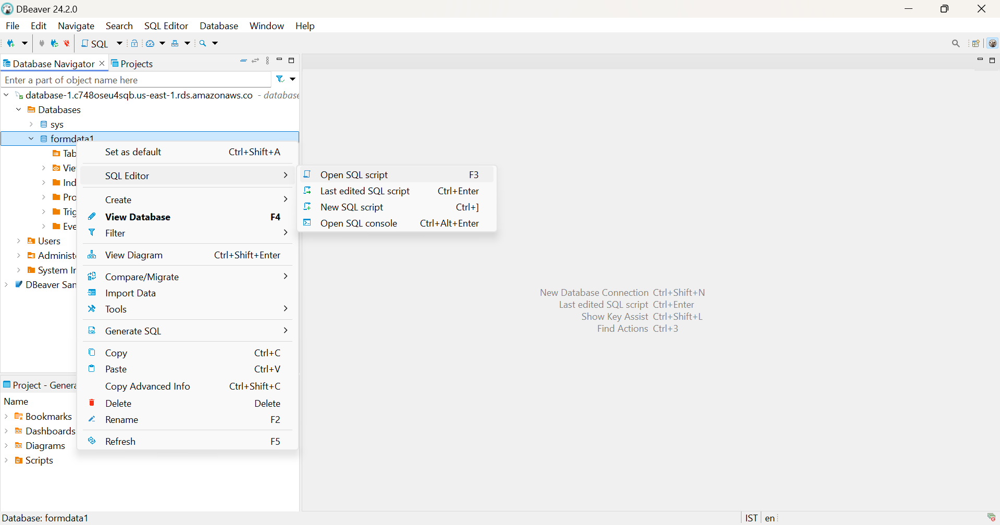 DBeaver 24.2.0
File Edit Navigate Search SQL Editor Database Window Help
SQL
Database Navigator Projects
Enter a part of object name here
database-1.c748oseu4sqb.us-east-1.rds.amazonaws.co - database
Databases
sys
formdata1
Tab
Vie
Ind
Pro
Trig
Eve
Users
Administ
System In
DBeaver Sam
Set as default Ctrl+Shift+A
SQL Editor
Create
View Database F4
Filter
View Diagram Ctrl+Shift+Enter
Compare/Migrate
Import Data
Tools
Generate SQL
Copy Ctrl+C
Paste Ctrl+V
Copy Advanced Info Ctrl+Shift+C
Delete Delete
Rename F2
Refresh F5
Open SQL script F3
Last edited SQL script Ctrl+Enter
New SQL script Ctrl+]
Open SQL console Ctrl+Alt+Enter
New Database Connection Ctrl+Shift+N
Last edited SQL script Ctrl+Enter
Show Key Assist Ctrl+Shift+L
Find Actions Ctrl+3
Project - Genera
Name
Bookmarks
Dashboards
Diagrams
Scripts
Database: formdata1
IST en